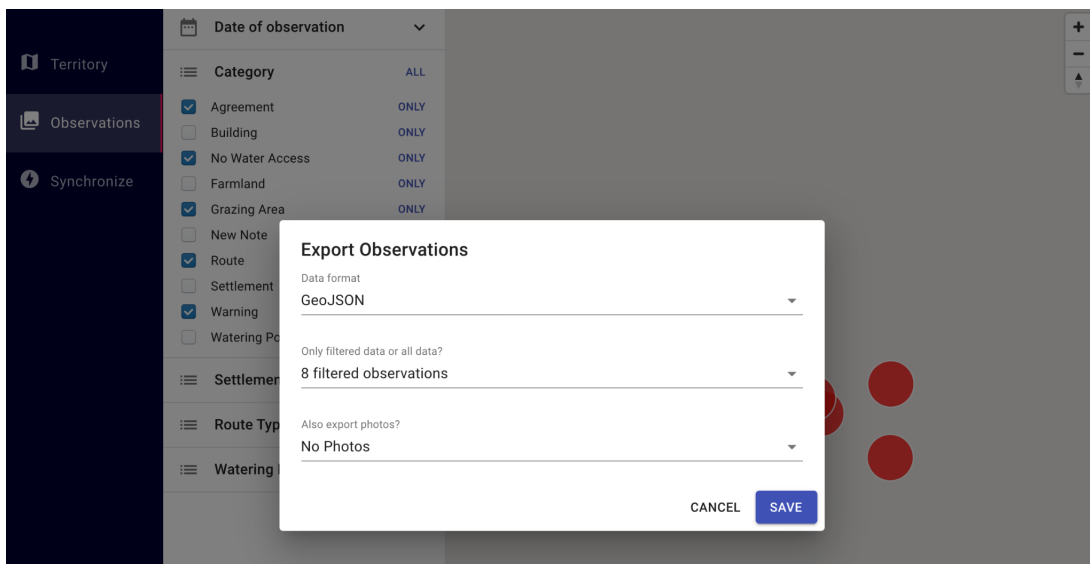 Territory
Observations
Synchronize
Date of observation
Category ALL
Agreement ONLY
Building ONLY
No Water Access ONLY
Farmland ONLY
Grazing Area ONLY
New Note
Route
Settlement
Warning
Watering Po
Settlemen
Route Typ
Watering
Export Observations
Data format
GeoJSON
Only filtered data or all data?
8 filtered observations
Also export photos?
No Photos
CANCEL SAVE